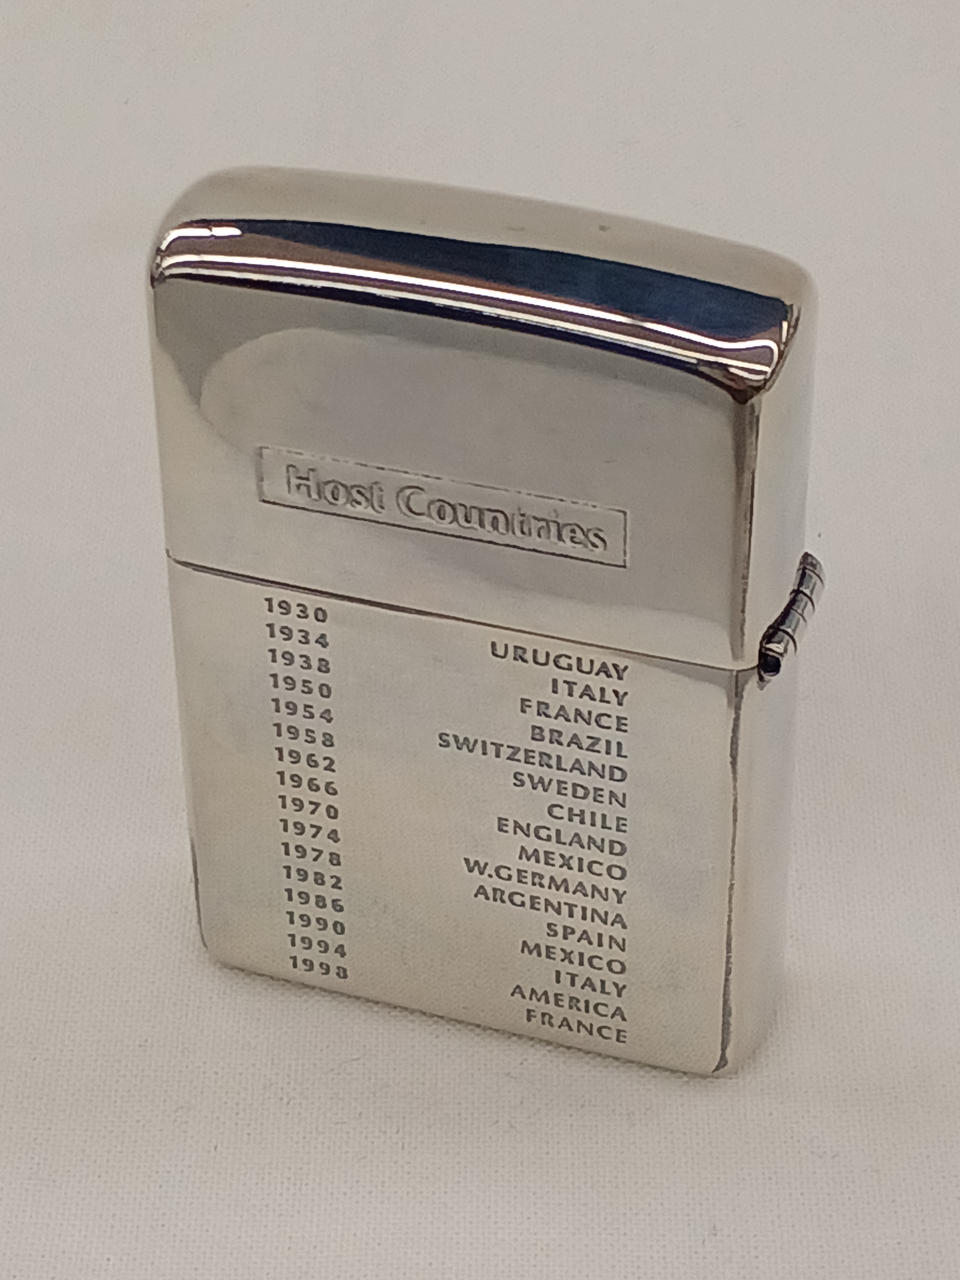 Host Countries
1930 URUGUAY
1934 ITALY
1938 FRANCE
1950 BRAZIL
1954 SWITZERLAND
1958 SWEDEN
1962 CHILE
1966 ENGLAND
1970 MEXICO
1974 W.GERMANY
1978 ARGENTINA
1982 SPAIN
1986 MEXICO
1990 ITALY
1994 AMERICA
1998 FRANCE